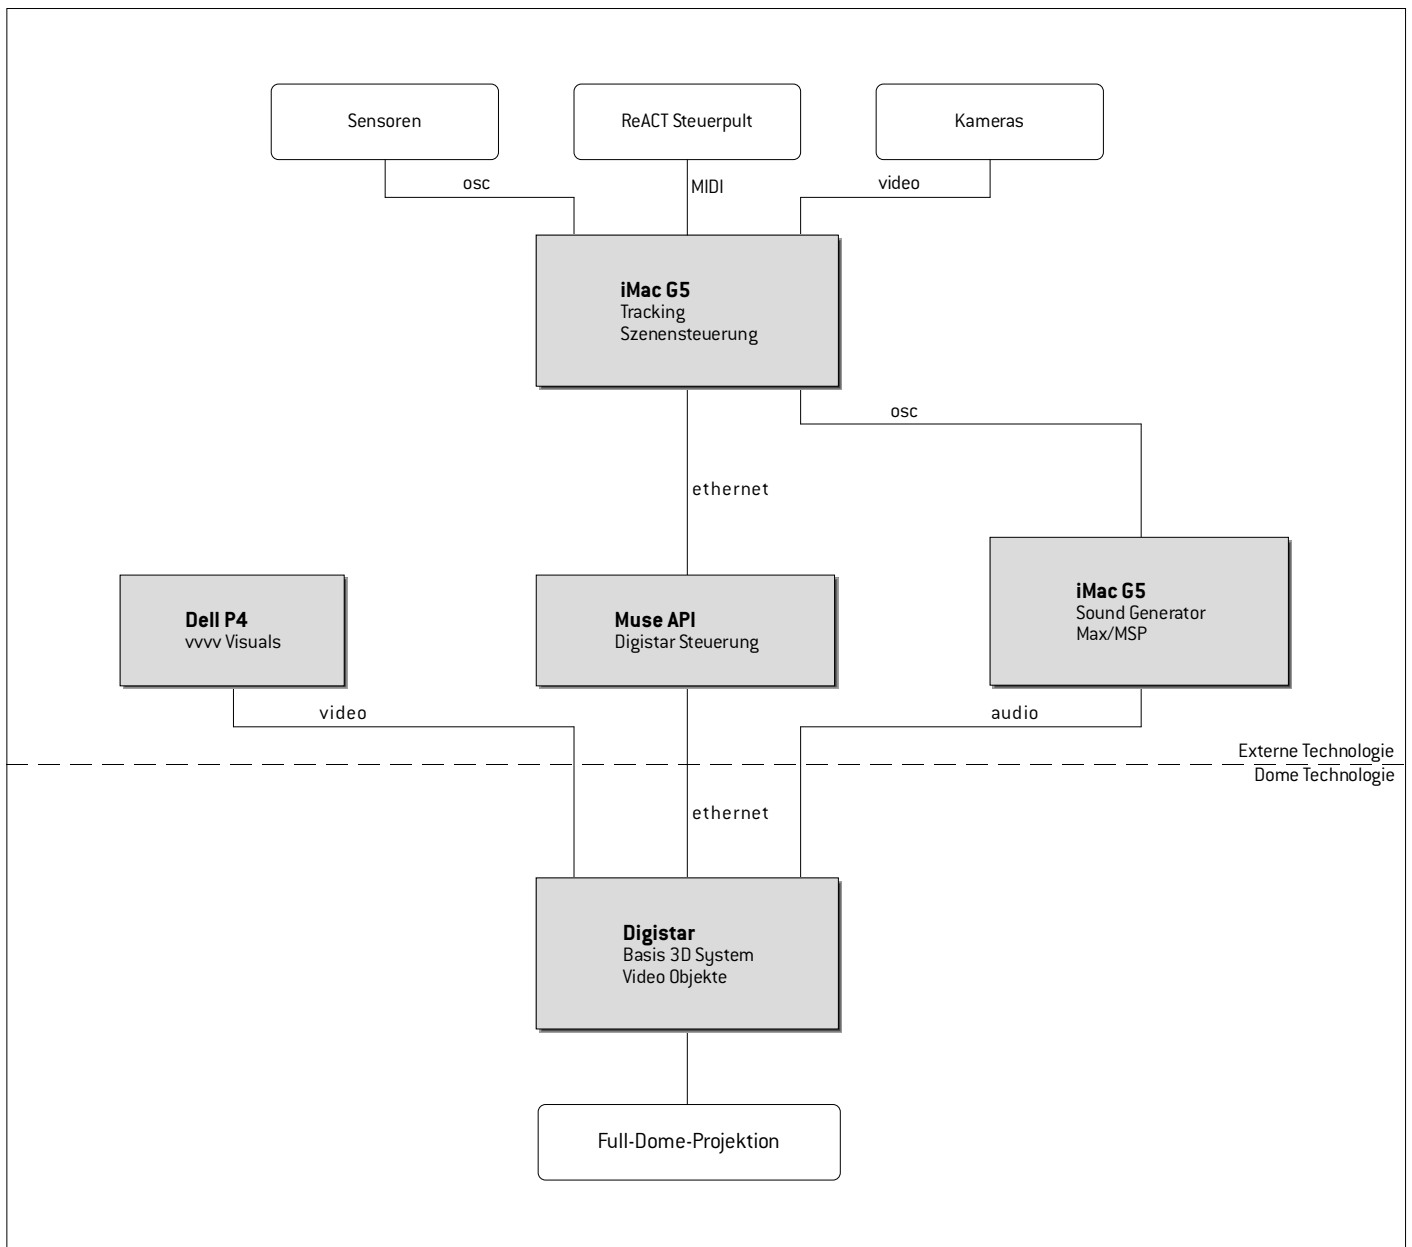 Sensoren
ReACT Steuerpult
Kameras
osc
MIDI
video
iMac G5
Tracking
Szenensteuerung
osc
ethernet
Dell P4
vvvv Visuals
Muse API
Digistar Steuerung
iMac G5
Sound Generator
Max/MSP
video
audio
Externe Technologie
Dome Technologie
ethernet
Digistar
Basis 3D System
Video Objekte
Full-Dome-Projektion